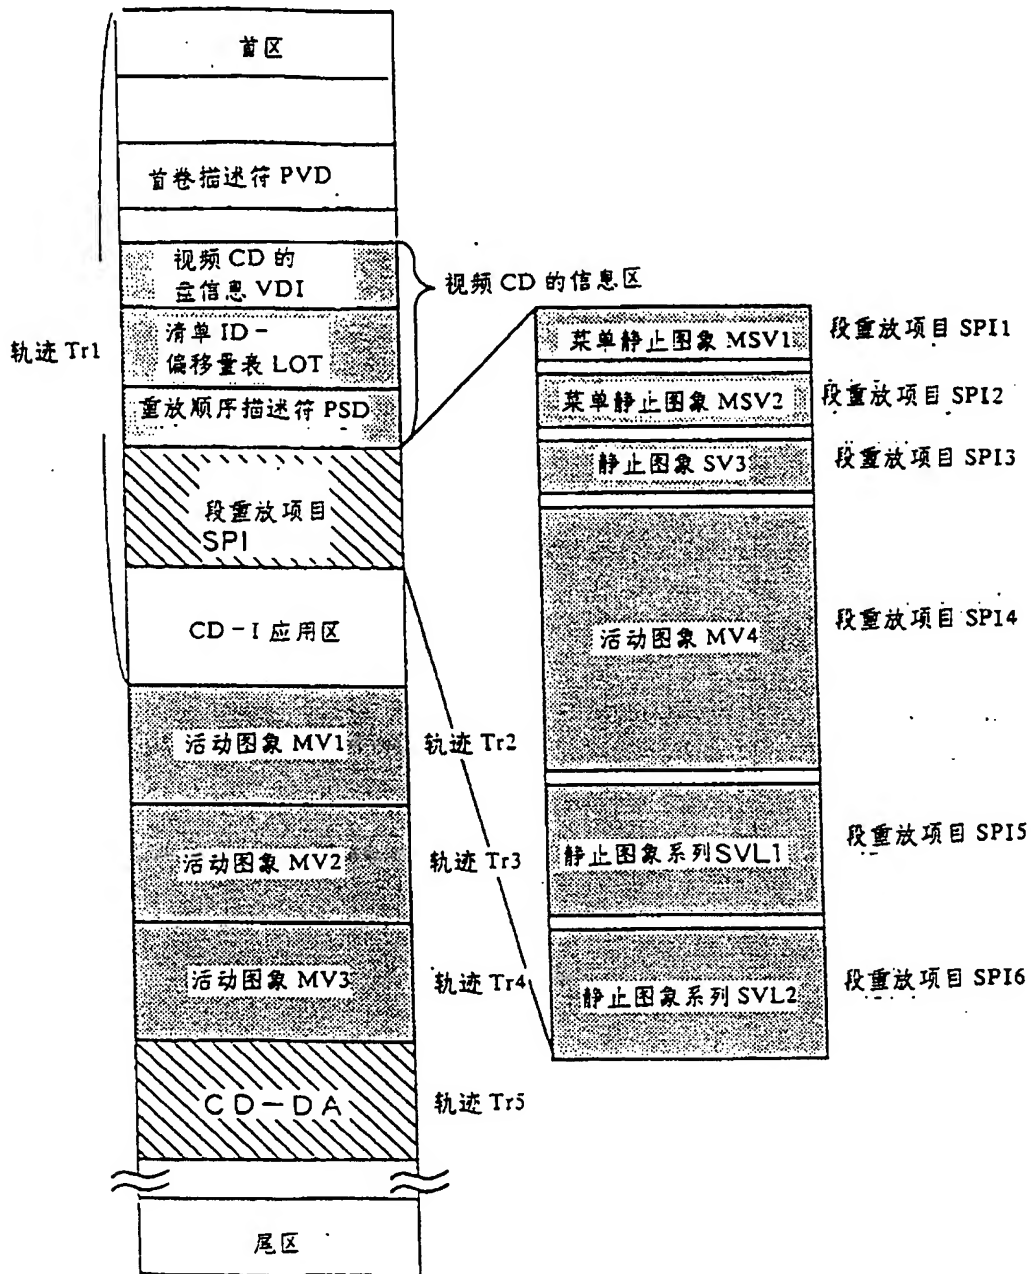 首区
首卷描述符 PVD
视频 CD 的
盘信息 VDI
视频 CD 的信息区
清单 ID-
偏移量表 LOT
轨迹 Tr1
重放顺序描述符 PSD
段重放项目
SPI
CD-I 应用区
活动图象 MV1
轨迹 Tr2
活动图象 MV2
轨迹 Tr3
活动图象 MV3
轨迹 Tr4
CD-DA
轨迹 Tr5
尾区
菜单静止图象 MSV1
段重放项目 SPI1
菜单静止图象 MSV2
段重放项目 SPI2
静止图象 SV3
段重放项目 SPI3
活动图象 MV4
段重放项目 SPI4
静止图象系列SVL1
段重放项目 SPI5
静止图象系列 SVL2
段重放项目 SPI6